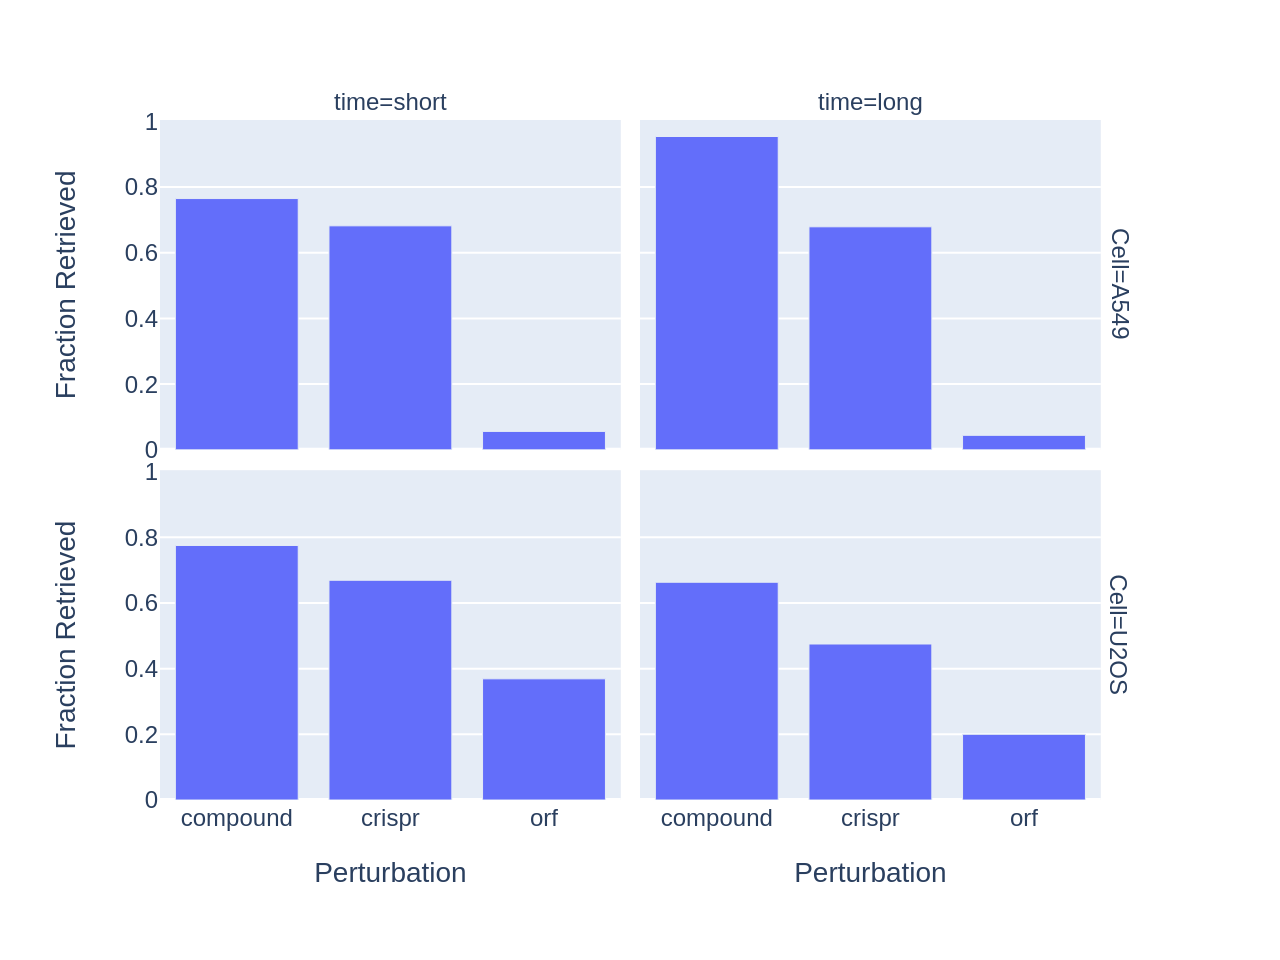 time=short
time=long
1
0.8
0.6
0.4
0.2
0
Fraction Retrieved
Cell=A549
1
0.8
0.6
0.4
0.2
0
Fraction Retrieved
Cell=U2OS
compound crispr orf
compound crispr orf
Perturbation
Perturbation